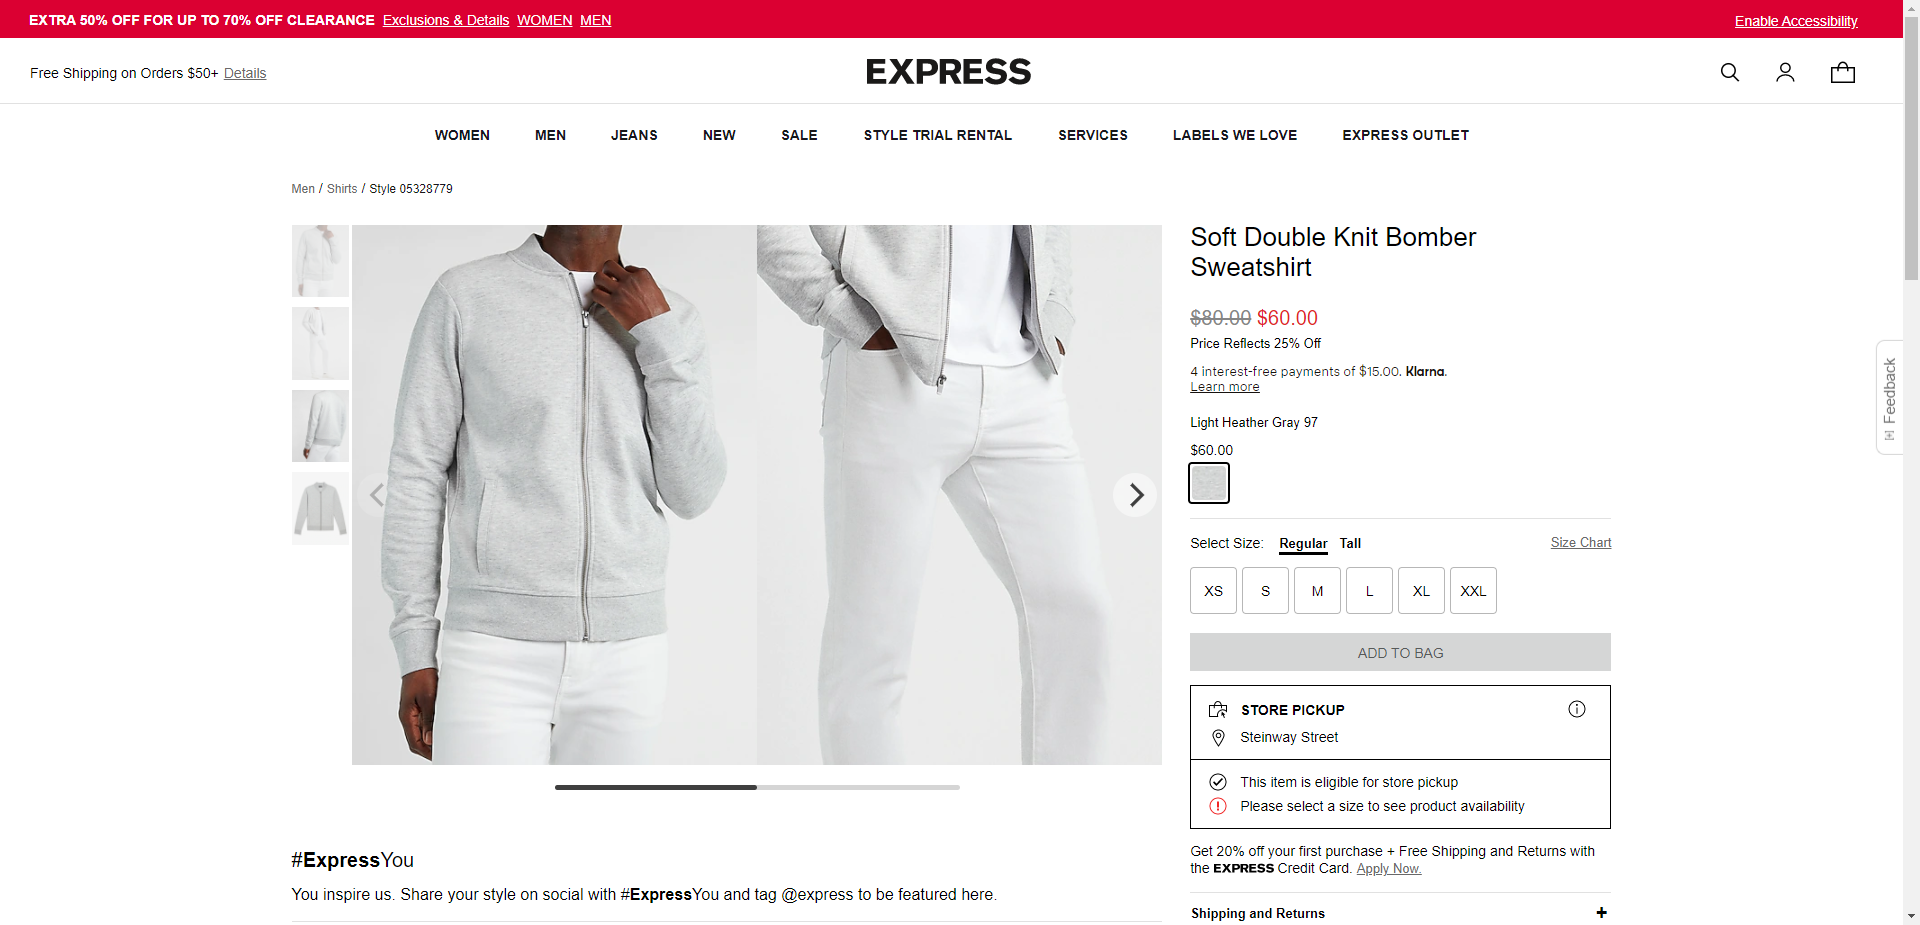 EXTRA 50% OFF FOR UP TO 70% OFF CLEARANCE Exclusions & Details WOMEN MEN
Enable Accessibility
Free Shipping on Orders $50+ Details
EXPRESS
WOMEN MEN JEANS NEW SALE STYLE TRIAL RENTAL SERVICES LABELS WE LOVE EXPRESS OUTLET
Men / Shirts / Style 05328779
Soft Double Knit Bomber
Sweatshirt
$80.00 $60.00
Price Reflects 25% Off
4 interest-free payments of $15.00. Klarna.
Learn more
Light Heather Gray 97
$60.00
Select Size: Regular Tall Size Chart
XS S M L XL XXL
ADD TO BAG
STORE PICKUP
Steinway Street
This item is eligible for store pickup
Please select a size to see product availability
Get 20% off your first purchase + Free Shipping and Returns with
the EXPRESS Credit Card. Apply Now.
Shipping and Returns +
#ExpressYou
You inspire us. Share your style on social with #ExpressYou and tag @express to be featured here.
Feedback